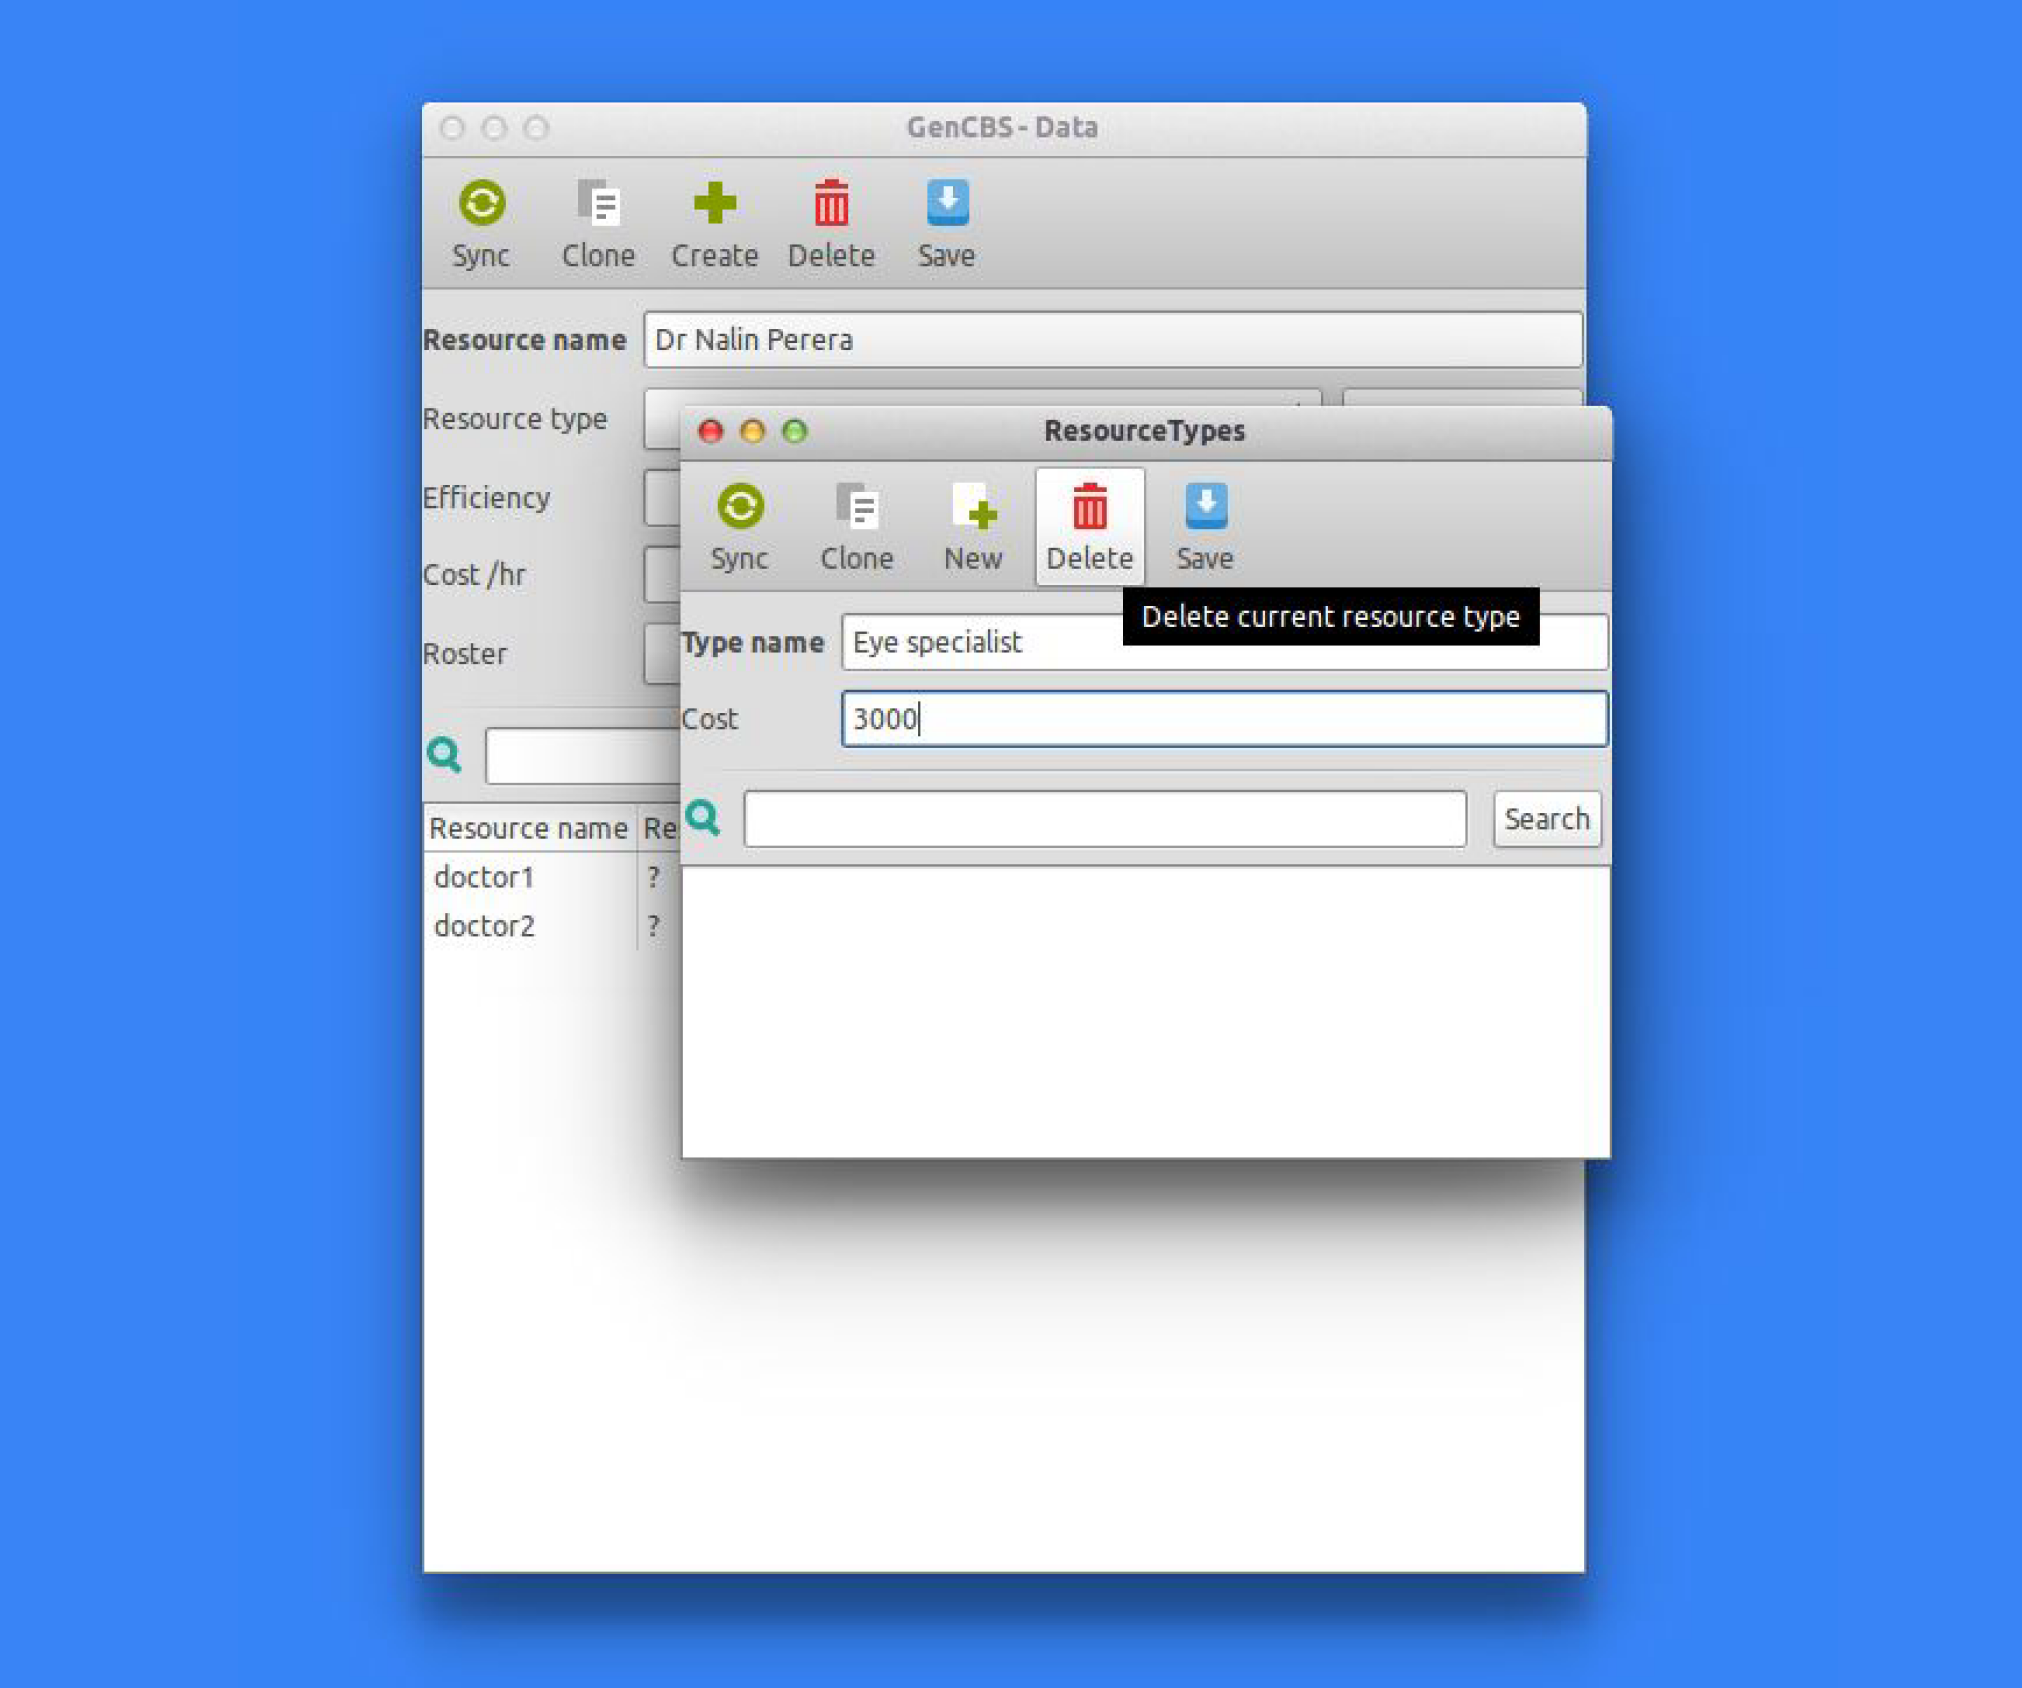 GenCBS - Data
Sync Clone Create Delete Save
Resource name Dr Nalin Perera
Resource type
Efficiency
Cost /hr
Roster
Resource name
doctor1 ?
doctor2 ?
ResourceTypes
Sync Clone New Delete Save
Delete current resource type
Type name Eye specialist
Cost 3000
Search